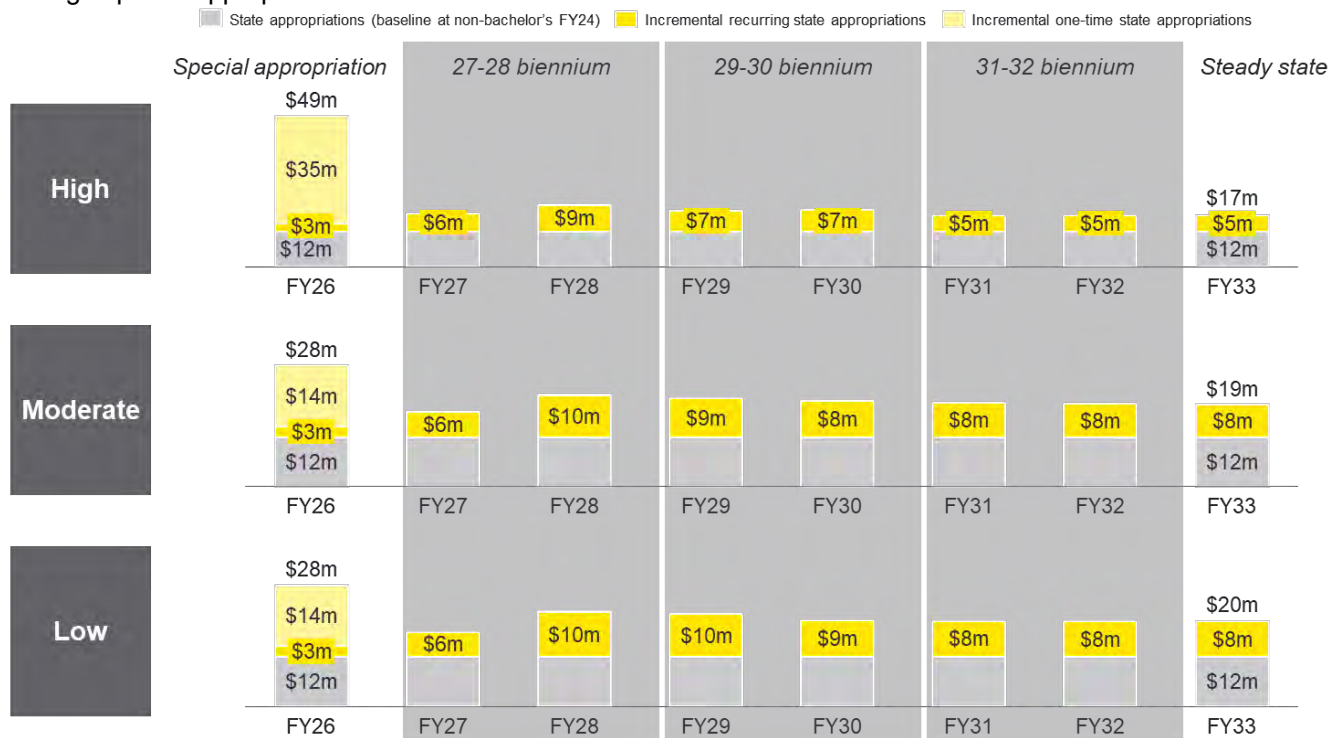 State appropriations (baseline at non-bachelor's FY24) Incremental recurring state appropriations Incremental one-time state appropriations
Special appropriation 27-28 biennium 29-30 biennium 31-32 biennium Steady state
High
$49m
$35m
$3m
$12m
$6m
$9m
$7m
$7m
$5m
$5m
$17m
$5m
$12m
FY26 FY27 FY28 FY29 FY30 FY31 FY32 FY33
Moderate
$28m
$14m
$3m
$12m
$6m
$10m
$9m
$8m
$8m
$8m
$19m
$8m
$12m
FY26 FY27 FY28 FY29 FY30 FY31 FY32 FY33
Low
$28m
$14m
$3m
$12m
$6m
$10m
$10m
$9m
$8m
$8m
$20m
$8m
$12m
FY26 FY27 FY28 FY29 FY30 FY31 FY32 FY33